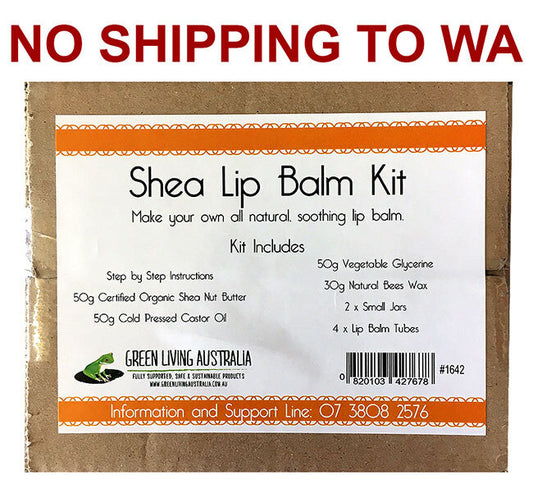 NO SHIPPING TO WA
Shea Lip Balm Kit
Make your own all natural, soothing lip balm.
Kit Includes
Step by Step Instructions
50g Certified Organic Shea Nut Butter
50g Cold Pressed Castor Oil
50g Vegetable Glycerine
30g Natural Bees Wax
2 x Small Jars
4 x Lip Balm Tubes
GREEN LIVING AUSTRALIA
FULLY SUPPORTED, SAFE & SUSTAINABLE PRODUCTS
WWW.GREENLIVINGAUSTRALIA.COM.AU
0 820103 427678
#1642
Information and Support Line: 07 3808 2576